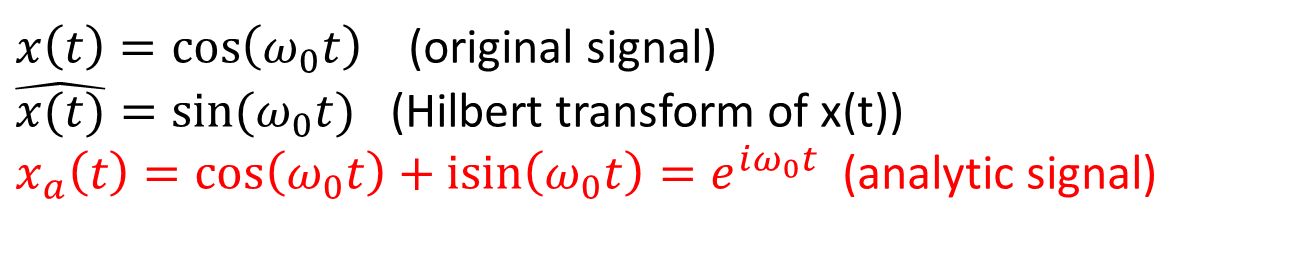 x(t) = cos(ω₀t) (original signal)
x(t)̂ = sin(ω₀t) (Hilbert transform of x(t))
xₐ(t) = cos(ω₀t) + isin(ω₀t) = e^{iω₀t} (analytic signal)